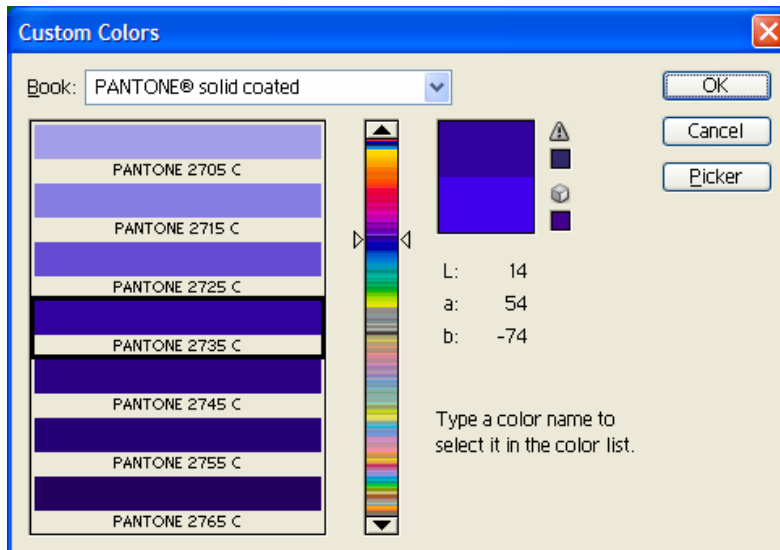 Custom Colors
Book: PANTONE® solid coated
OK
Cancel
Picker
PANTONE 2705 C
PANTONE 2715 C
PANTONE 2725 C
PANTONE 2735 C
PANTONE 2745 C
PANTONE 2755 C
PANTONE 2765 C
L: 14
a: 54
b: -74
Type a color name to
select it in the color list.